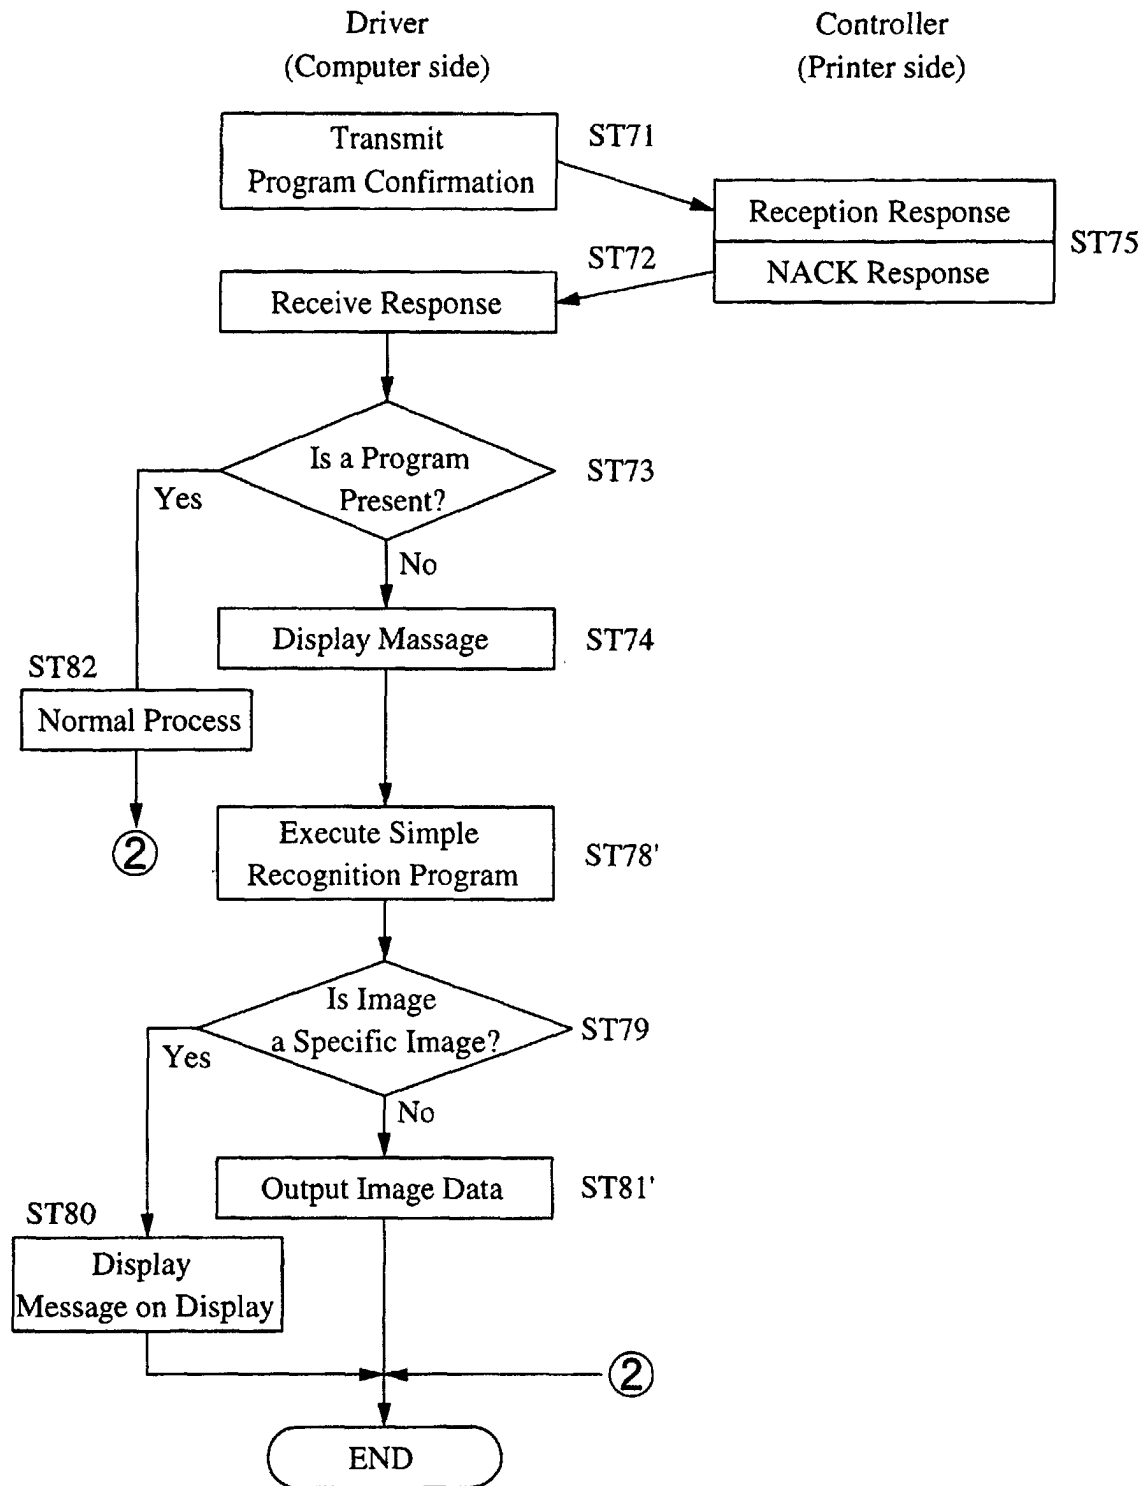 Driver
(Computer side)
Controller
(Printer side)
Transmit
Program Confirmation
ST71
Reception Response
NACK Response
ST75
ST72
Receive Response
Is a Program
Present?
ST73
Yes
No
Display Massage
ST74
ST82
Normal Process
②
Execute Simple
Recognition Program
ST78'
Is Image
a Specific Image?
ST79
Yes
No
Output Image Data
ST81'
ST80
Display
Message on Display
②
END